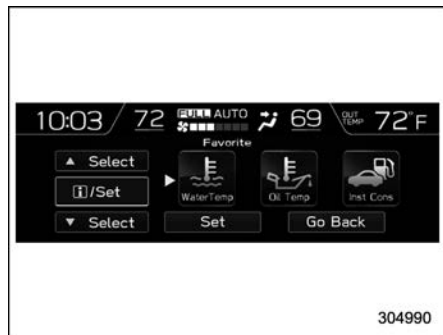 10:03 72 FULL AUTO 69 OUT TEMP 72°F
Favorite
▲ Select
i/Set
▼ Select
WaterTemp Oil Temp Inst Cons
Set Go Back
304990